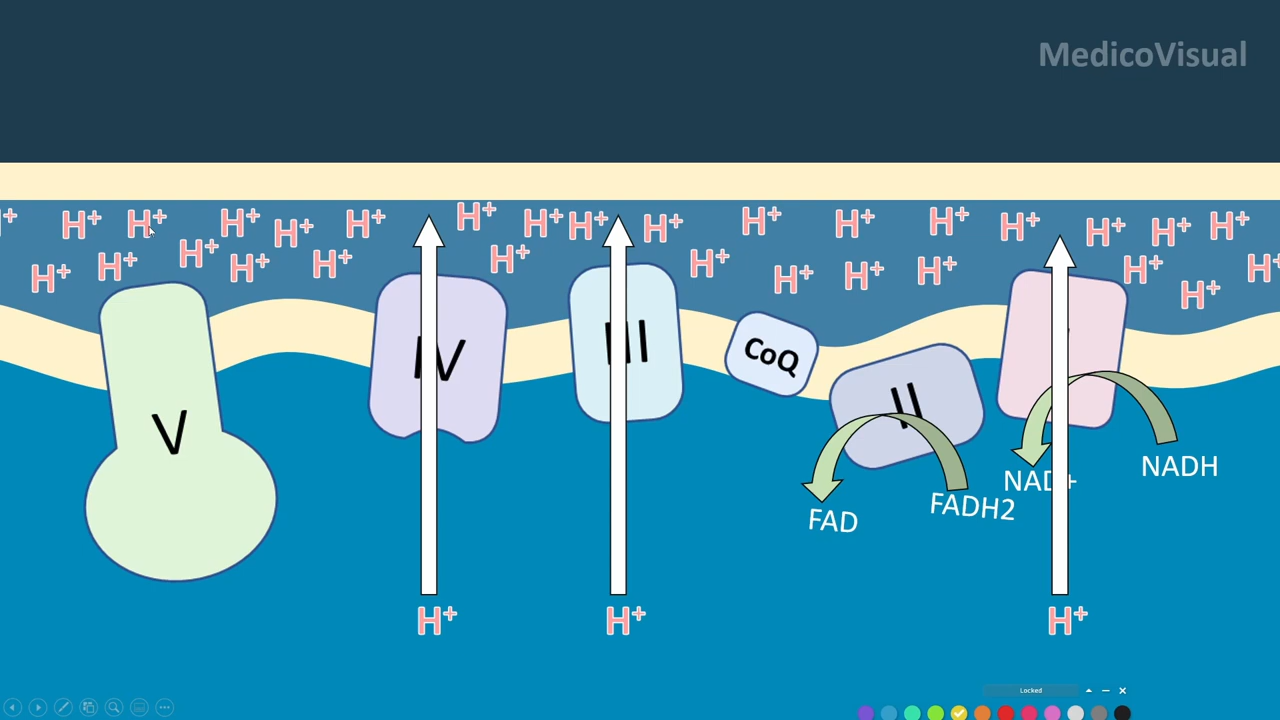 MedicoVisual
H+ H+ H+ H+ H+ H+ H+ H+ H+ H+ H+ H+ H+ H+ H+ H+ H+
H+ H+ H+ H+ H+ H+ H+ H+ H+ H+ H+ H+ H+
V
IV
III
CoQ
II
NAD+
NADH
FAD
FADH2
H+
H+
H+
Locked